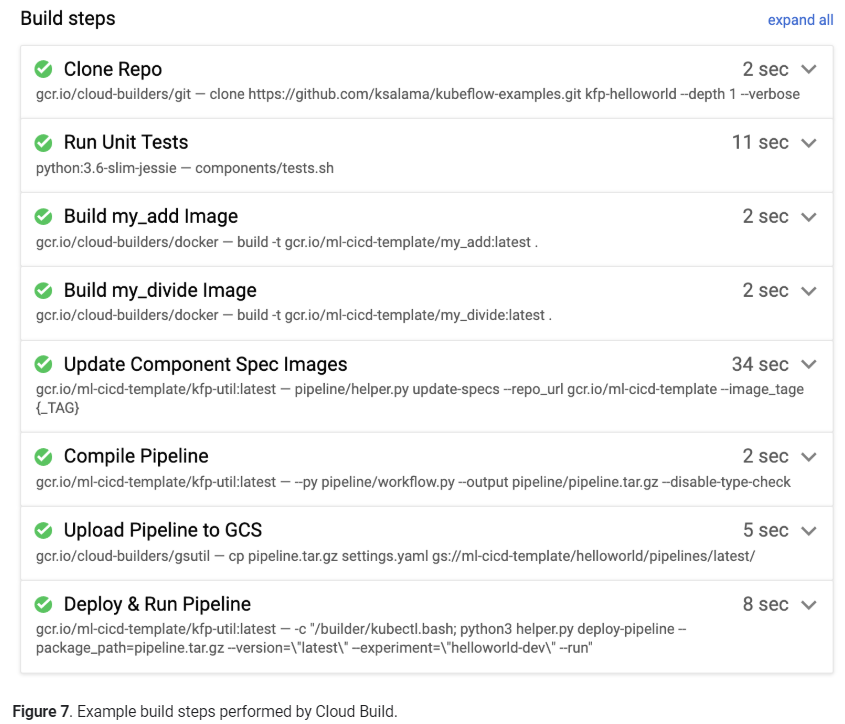 Build steps
expand all
Clone Repo
2 sec
gcr.io/cloud-builders/git — clone https://github.com/ksalama/kubeflow-examples.git kfp-helloworld --depth 1 --verbose
Run Unit Tests
11 sec
python:3.6-slim-jessie — components/tests.sh
Build my_add Image
2 sec
gcr.io/cloud-builders/docker — build -t gcr.io/ml-cicd-template/my_add:latest .
Build my_divide Image
2 sec
gcr.io/cloud-builders/docker — build -t gcr.io/ml-cicd-template/my_divide:latest .
Update Component Spec Images
34 sec
gcr.io/ml-cicd-template/kfp-util:latest — pipeline/helper.py update-specs --repo_url gcr.io/ml-cicd-template --image_tage
{_TAG}
Compile Pipeline
2 sec
gcr.io/ml-cicd-template/kfp-util:latest — --py pipeline/workflow.py --output pipeline/pipeline.tar.gz --disable-type-check
Upload Pipeline to GCS
5 sec
gcr.io/cloud-builders/gsutil — cp pipeline.tar.gz settings.yaml gs://ml-cicd-template/helloworld/pipelines/latest/
Deploy & Run Pipeline
8 sec
gcr.io/ml-cicd-template/kfp-util:latest — -c "/builder/kubectl.bash; python3 helper.py deploy-pipeline --
package_path=pipeline.tar.gz --version=\"latest\" --experiment=\"helloworld-dev\" --run"
Figure 7. Example build steps performed by Cloud Build.